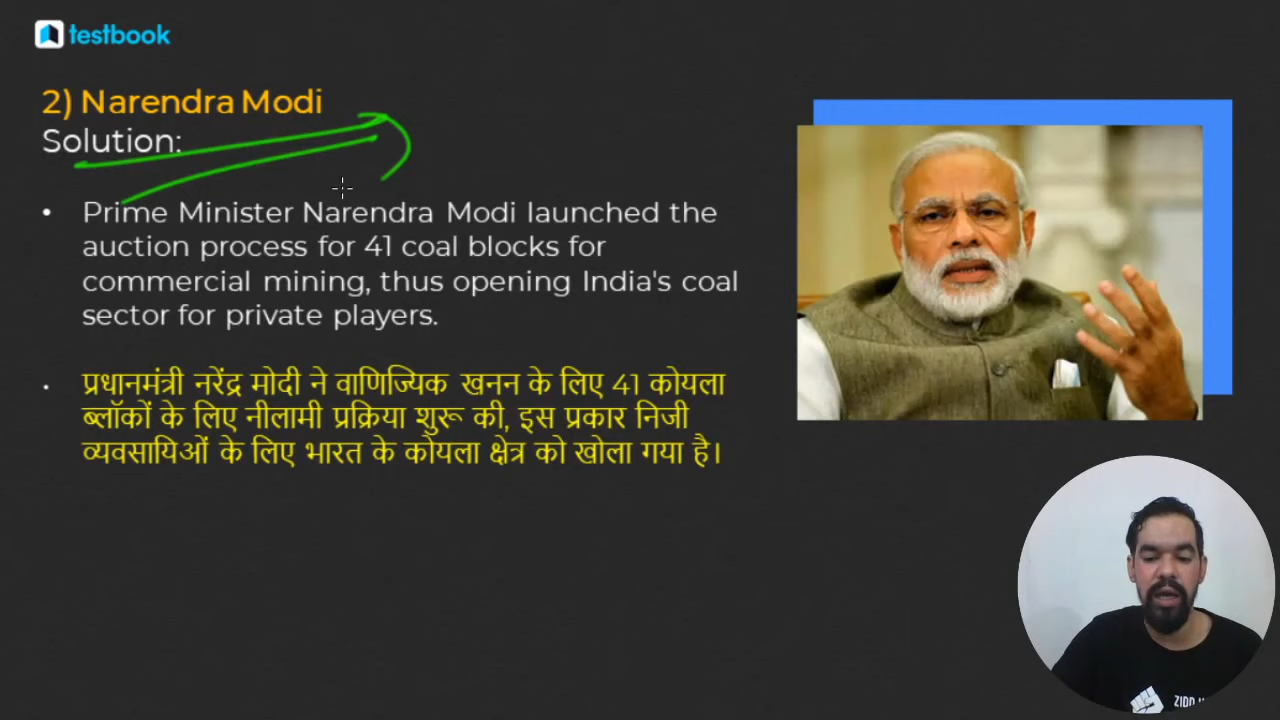 testbook
2) Narendra Modi
Solution:
• Prime Minister Narendra Modi launched the
auction process for 41 coal blocks for
commercial mining, thus opening India's coal
sector for private players.
• प्रधानमंत्री नरेंद्र मोदी ने वाणिज्यिक खनन के लिए 41 कोयला
ब्लॉकों के लिए नीलामी प्रक्रिया शुरू की, इस प्रकार निजी
व्यवसायिओं के लिए भारत के कोयला क्षेत्र को खोला गया है।